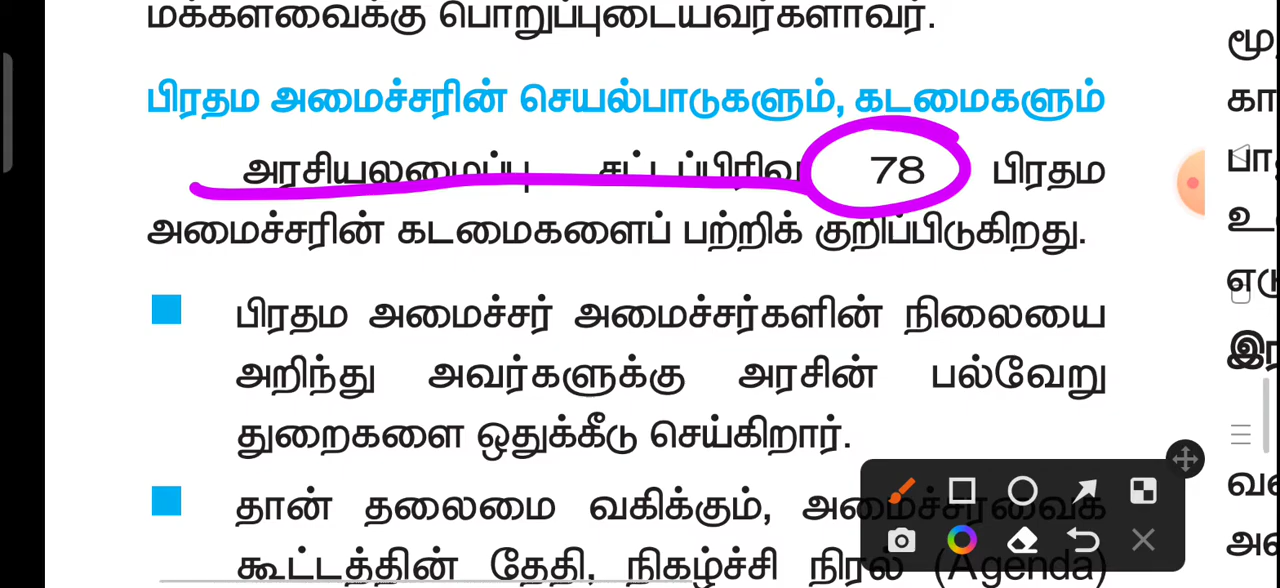 மக்களவைக்கு பொறுப்புடையவர்களாவர்.
பிரதம அமைச்சரின் செயல்பாடுகளும், கடமைகளும்
அரசியலமைப்பு சட்டப்பிரிவு 78 பிரதம
அமைச்சரின் கடமைகளைப் பற்றிக் குறிப்பிடுகிறது.
பிரதம அமைச்சர் அமைச்சர்களின் நிலையை
அறிந்து அவர்களுக்கு அரசின் பல்வேறு
துறைகளை ஒதுக்கீடு செய்கிறார்.
தான் தலைமை வகிக்கும், அமைச்சரவைக்
கூட்டத்தின் தேதி, நிகழ்ச்சி நிரல் (Agenda)